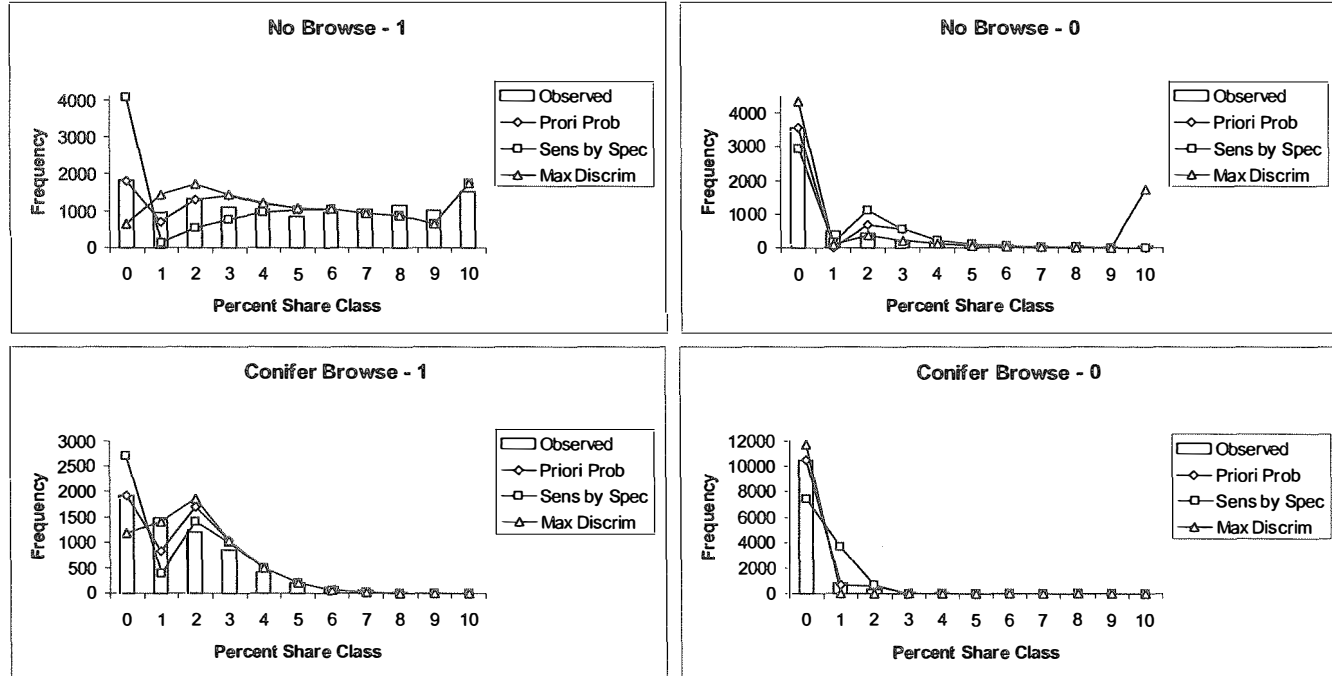 No Browse - 1
4000
3000
2000
1000
0
Frequency
0 1 2 3 4 5 6 7 8 9 10
Percent Share Class
Observed
Prori Prob
Sens by Spec
Max Discrim
No Browse - 0
4000
3000
2000
1000
0
Frequency
0 1 2 3 4 5 6 7 8 9 10
Percent Share Class
Observed
Priori Prob
Sens by Spec
Max Discrim
Conifer Browse - 1
3000
2500
2000
1500
1000
500
0
Frequency
0 1 2 3 4 5 6 7 8 9 10
Percent Share Class
Observed
Priori Prob
Sens by Spec
Max Discrim
Conifer Browse - 0
12000
10000
8000
6000
4000
2000
0
Frequency
0 1 2 3 4 5 6 7 8 9 10
Percent Share Class
Observed
Priori Prob
Sens by Spec
Max Discrim